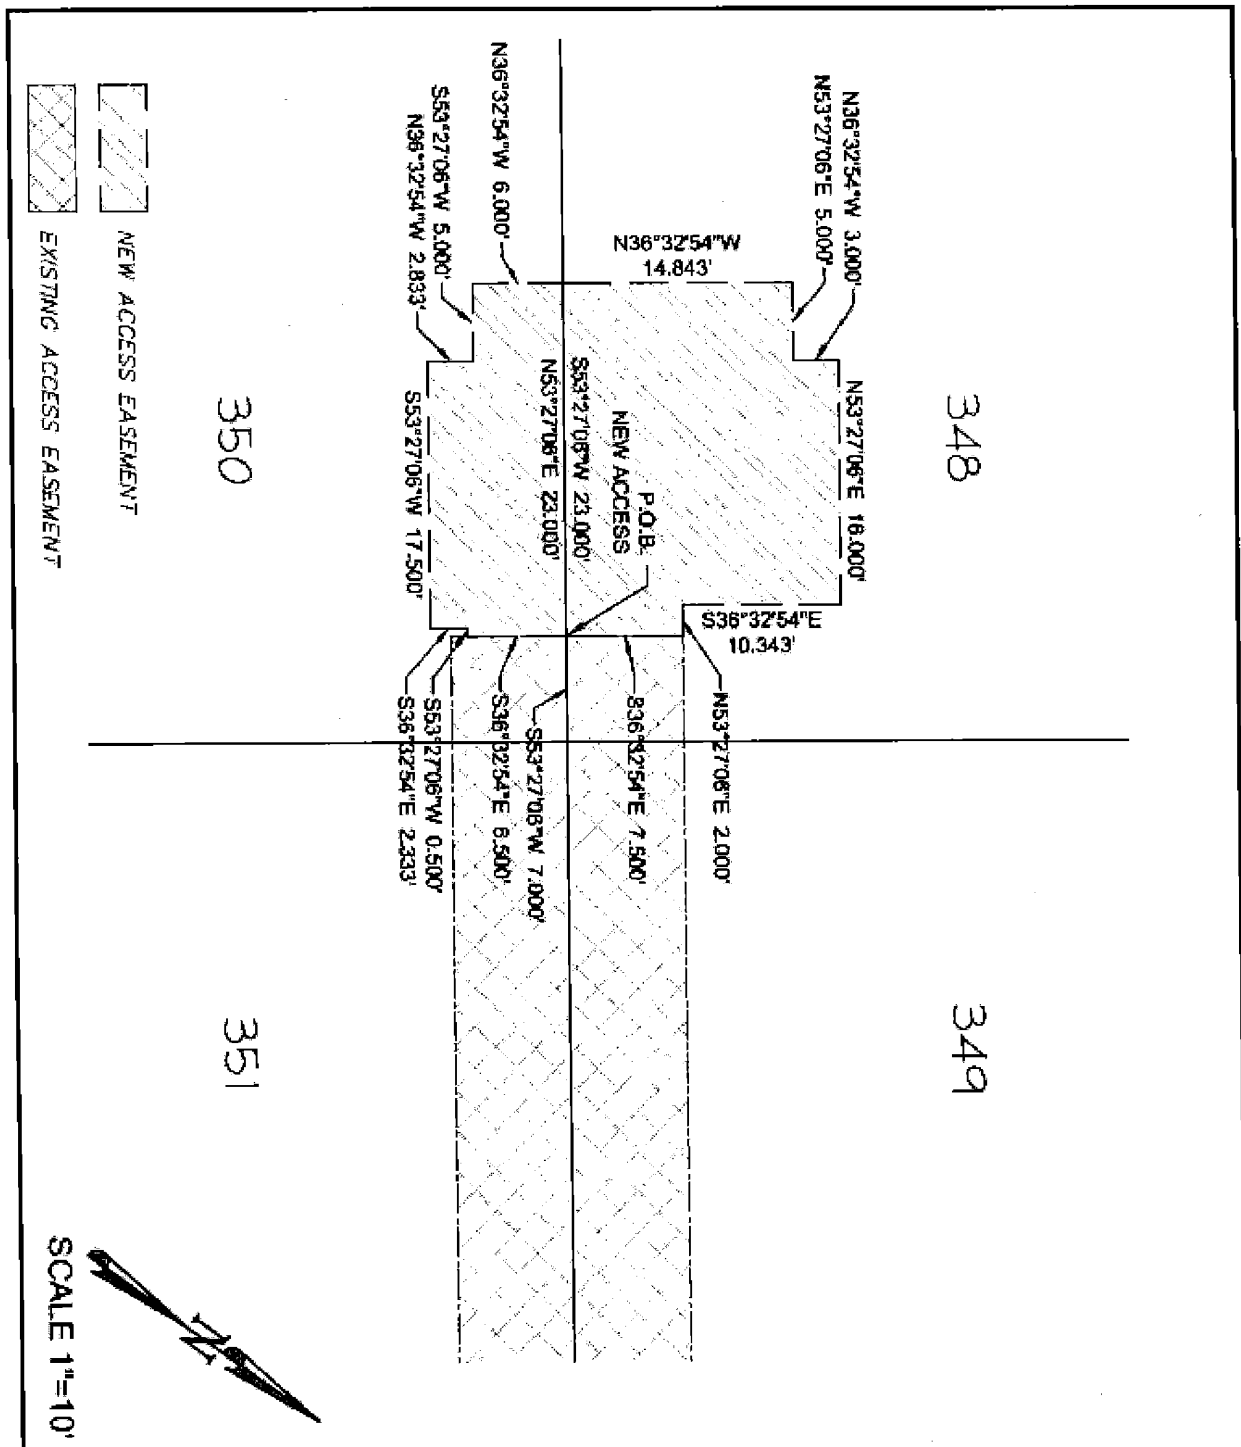 N36°32'54"W 3.000'
N53°27'06"E 5.000'
N36°32'54"W
14.843'
N36°32'54"W 6.000'
S53°27'06"W 5.000'
N36°32'54"W 2.833'
N53°27'06"E 16.000'
348
P.O.B.
NEW ACCESS
S53°27'06"W 23.000'
N53°27'06"E 23.000'
S53°27'06"W 17.500'
350
S36°32'54"E
10.343'
N53°27'06"E 2.000'
S36°32'54"E 7.500'
S53°27'06"W 7.000'
S36°32'54"E 6.500'
S53°27'06"W 0.500'
S36°32'54"E 2.333'
349
351
NEW ACCESS EASEMENT
EXISTING ACCESS EASEMENT
N
SCALE 1"=10'